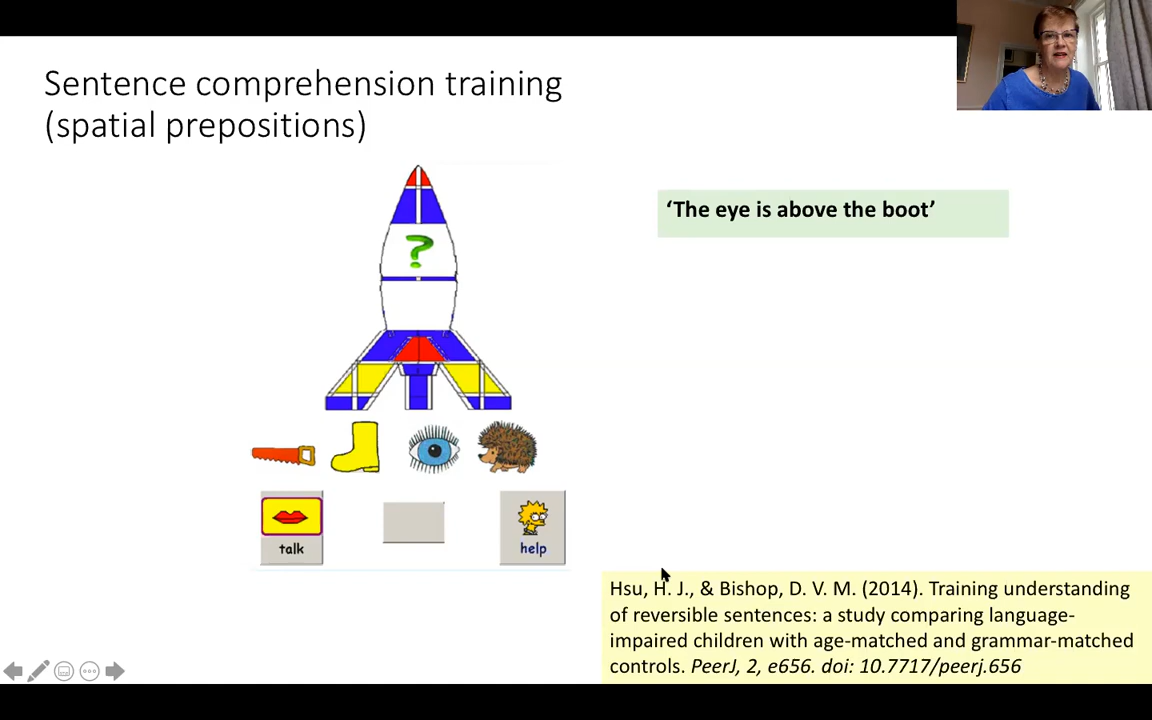 Sentence comprehension training
(spatial prepositions)
‘The eye is above the boot’
?
talk
help
Hsu, H. J., & Bishop, D. V. M. (2014). Training understanding
of reversible sentences: a study comparing language-
impaired children with age-matched and grammar-matched
controls. PeerJ, 2, e656. doi: 10.7717/peerj.656